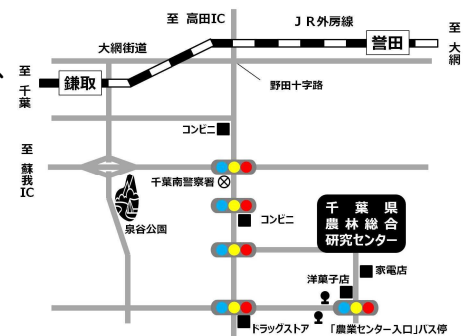 至 高田IC
JR外房線
至 大網
大網街道
誉田
鎌取
至 千葉
野田十字路
コンビニ
至 蘇我IC
千葉南警察署
コンビニ
泉谷公園
千葉県
農林総合
研究センター
家電店
洋菓子店
ドラッグストア
「農業センター入口」バス停